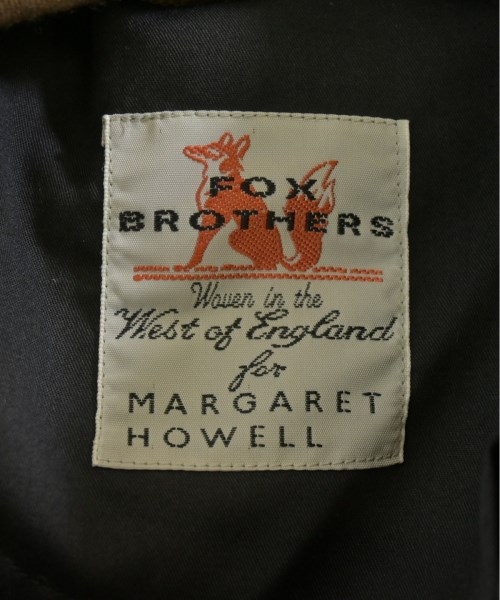 FOX
BROTHERS
Woven in the
West of England
for
MARGARET
HOWELL